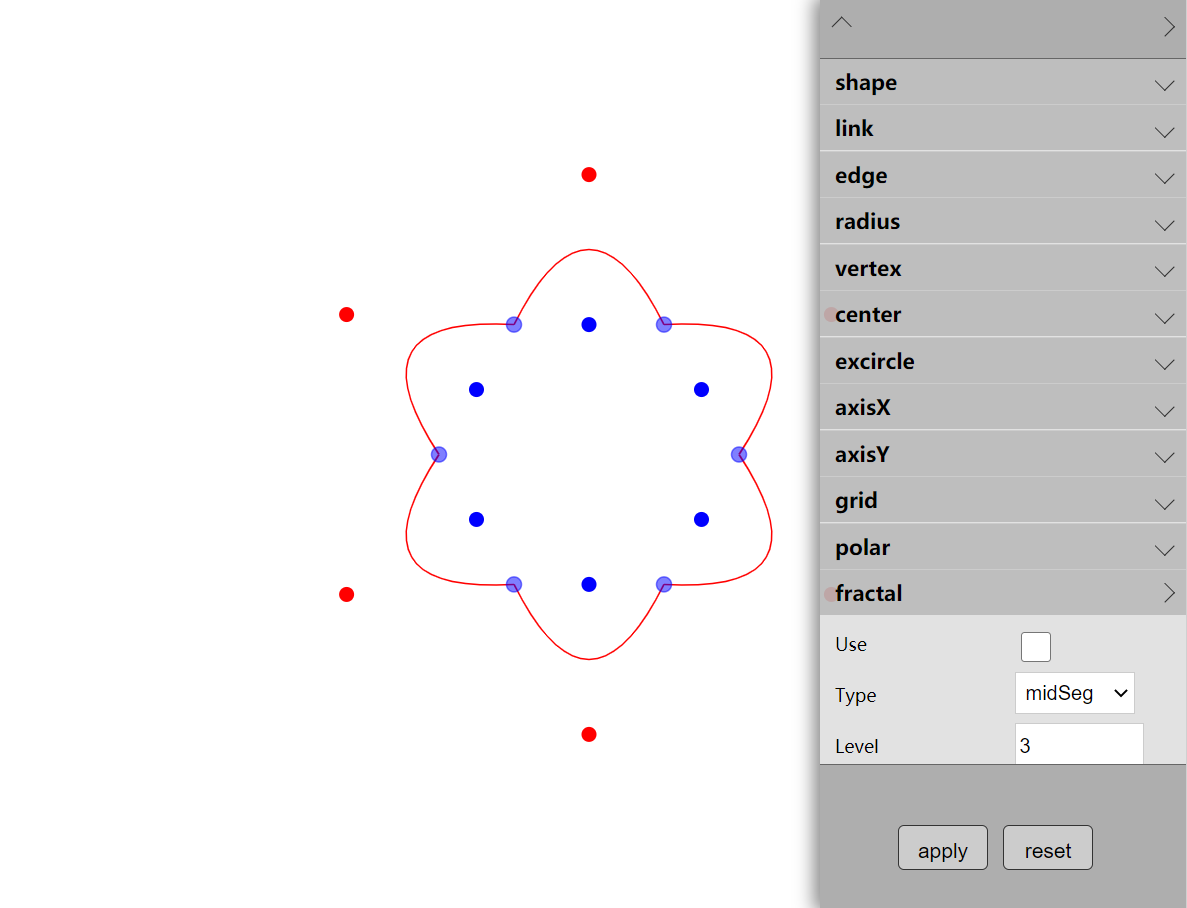 shape
link
edge
radius
vertex
center
excircle
axisX
axisY
grid
polar
fractal
Use
Type midSeg
Level 3
apply reset